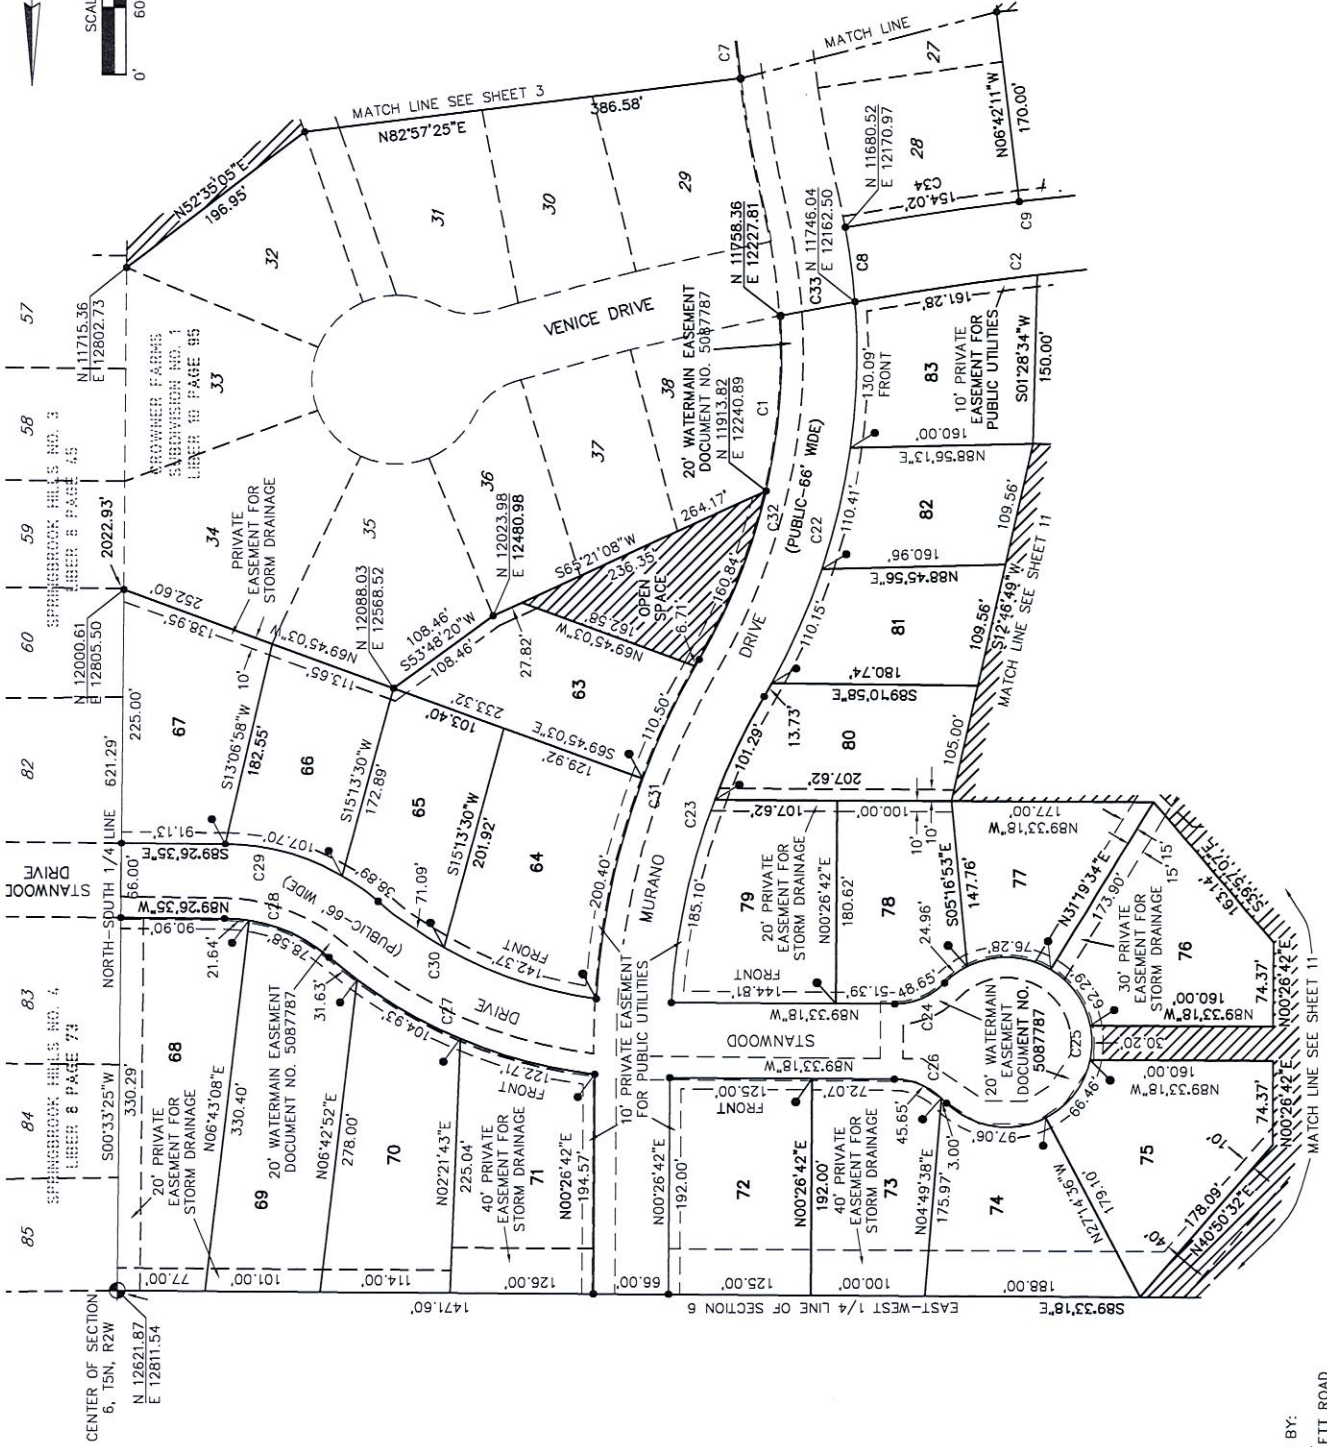 SCAL
0'
60
MATCH LINE SEE SHEET 3
N82°57'25"E
386.58'
C7
MATCH LINE
27
N52°35'05"E
196.95'
32
31
30
29
28
N06°42'11"W
170.00'
N 11680.52
E 12170.97
C34
154.02'
C9
57
N 11715.36
E 12802.73
VENICE DRIVE
N 11758.36
E 12227.81
N 11746.04
E 12162.50
C33
C8
C2
58
SPRINGBROOK HILLS NO. 3
LIBER 8 PAGE 45
CROWNER FARMS
SUBDIVISION NO. 1
LIBER 10 PAGE 95
33
20' WATERMAIN EASEMENT
DOCUMENT NO. 5087787
161.28'
38
C1
130.09'
FRONT
83
10' PRIVATE
EASEMENT FOR
PUBLIC UTILITIES
S01°28'34"W
150.00'
59
2022.93'
34
PRIVATE
EASEMENT FOR
STORM DRAINAGE
35
36
37
N 11913.82
E 12240.89
160.00'
N88°56'13"E
N 12023.98
E 12480.98
264.17'
S65°21'08"W
236.35'
C32
(PUBLIC-66' WIDE)
C22
110.41'
82
109.56'
60
N 12000.61
E 12805.50
252.60'
138.95'
N69°45'03"W
10'
113.65'
N 12088.03
E 12568.52
108.46'
S53°48'20"W
108.46'
27.82'
162.58'
N69°45'03"W
OPEN
SPACE
160.84'
6.71'
DRIVE
110.15'
160.96'
N88°45'56"E
81
109.56'
S12°46'49"W
MATCH LINE SEE SHEET 11
225.00'
67
S13°06'58"W
182.55'
66
233.32'
103.40'
63
180.74'
S89°10'58"E
82
621.29'
S15°13'30"W
172.89'
65
129.92'
S69°45'03"E
110.50'
13.73'
101.29'
80
105.00'
NORTH-SOUTH 1/4 LINE
91.13'
S89°26'35"E
107.70'
C29
S15°13'30"W
201.92'
64
C31
C23
207.62'
STANWOOD
DRIVE
66.00'
C28
(PUBLIC-66' WIDE)
38.89'
71.09'
C30
200.40'
MURANO
185.10'
107.62'
100.00'
10'
10'
177.00'
N89°33'18"W
N89°26'35"W
90.90'
21.64'
78.58'
FRONT
142.37'
79
20' PRIVATE
EASEMENT FOR
STORM DRAINAGE
N00°26'42"E
180.62'
78
S05°16'53"E
147.76'
77
N31°19'34"E
173.90'
15'
15'
S39°57'07"E
163.14'
83
SPRINGBROOK HILLS NO. 4
LIBER 8 PAGE 73
31.63'
104.93'
C27
DRIVE
10' PRIVATE EASEMENT
FOR PUBLIC UTILITIES
FRONT
144.81'
N89°33'18"W
51.39'
24.96'
48.65'
76.28'
62.29'
30' PRIVATE
EASEMENT FOR
STORM DRAINAGE
76
160.00'
N89°33'18"W
74.37'
N00°26'42"E
68
20' WATERMAIN EASEMENT
DOCUMENT NO. 5087787
122.71'
FRONT
STANWOOD
C24
20' WATERMAIN
EASEMENT
DOCUMENT NO.
5087787
C25
30.20'
S00°33'25"W
330.29'
20' PRIVATE
EASEMENT FOR
STORM DRAINAGE
N06°43'08"E
330.40'
69
N06°42'52"E
278.00'
70
N02°21'43"E
225.04'
40' PRIVATE
EASEMENT FOR
STORM DRAINAGE
71
N00°26'42"E
194.57'
N00°26'42"E
192.00'
FRONT
125.00'
N89°33'18"W
72.07'
C26
45.65'
3.00'
97.06'
66.46'
N89°33'18"W
160.00'
74.37'
N00°26'42"E
84
72
N00°26'42"E
192.00'
40' PRIVATE
EASEMENT FOR
STORM DRAINAGE
73
N04°49'38"E
175.97'
74
N27°14'36"W
179.10'
75
10'
178.09'
N40°50'32"E
40'
MATCH LINE SEE SHEET 11
85
77.00'
101.00'
114.00'
126.00'
66.00'
125.00'
100.00'
188.00'
CENTER OF SECTION
6, T5N, R2W
N 12621.87
E 12811.54
1471.60'
EAST-WEST 1/4 LINE OF SECTION 6
S89°33'18"E
BY:
ETT ROAD